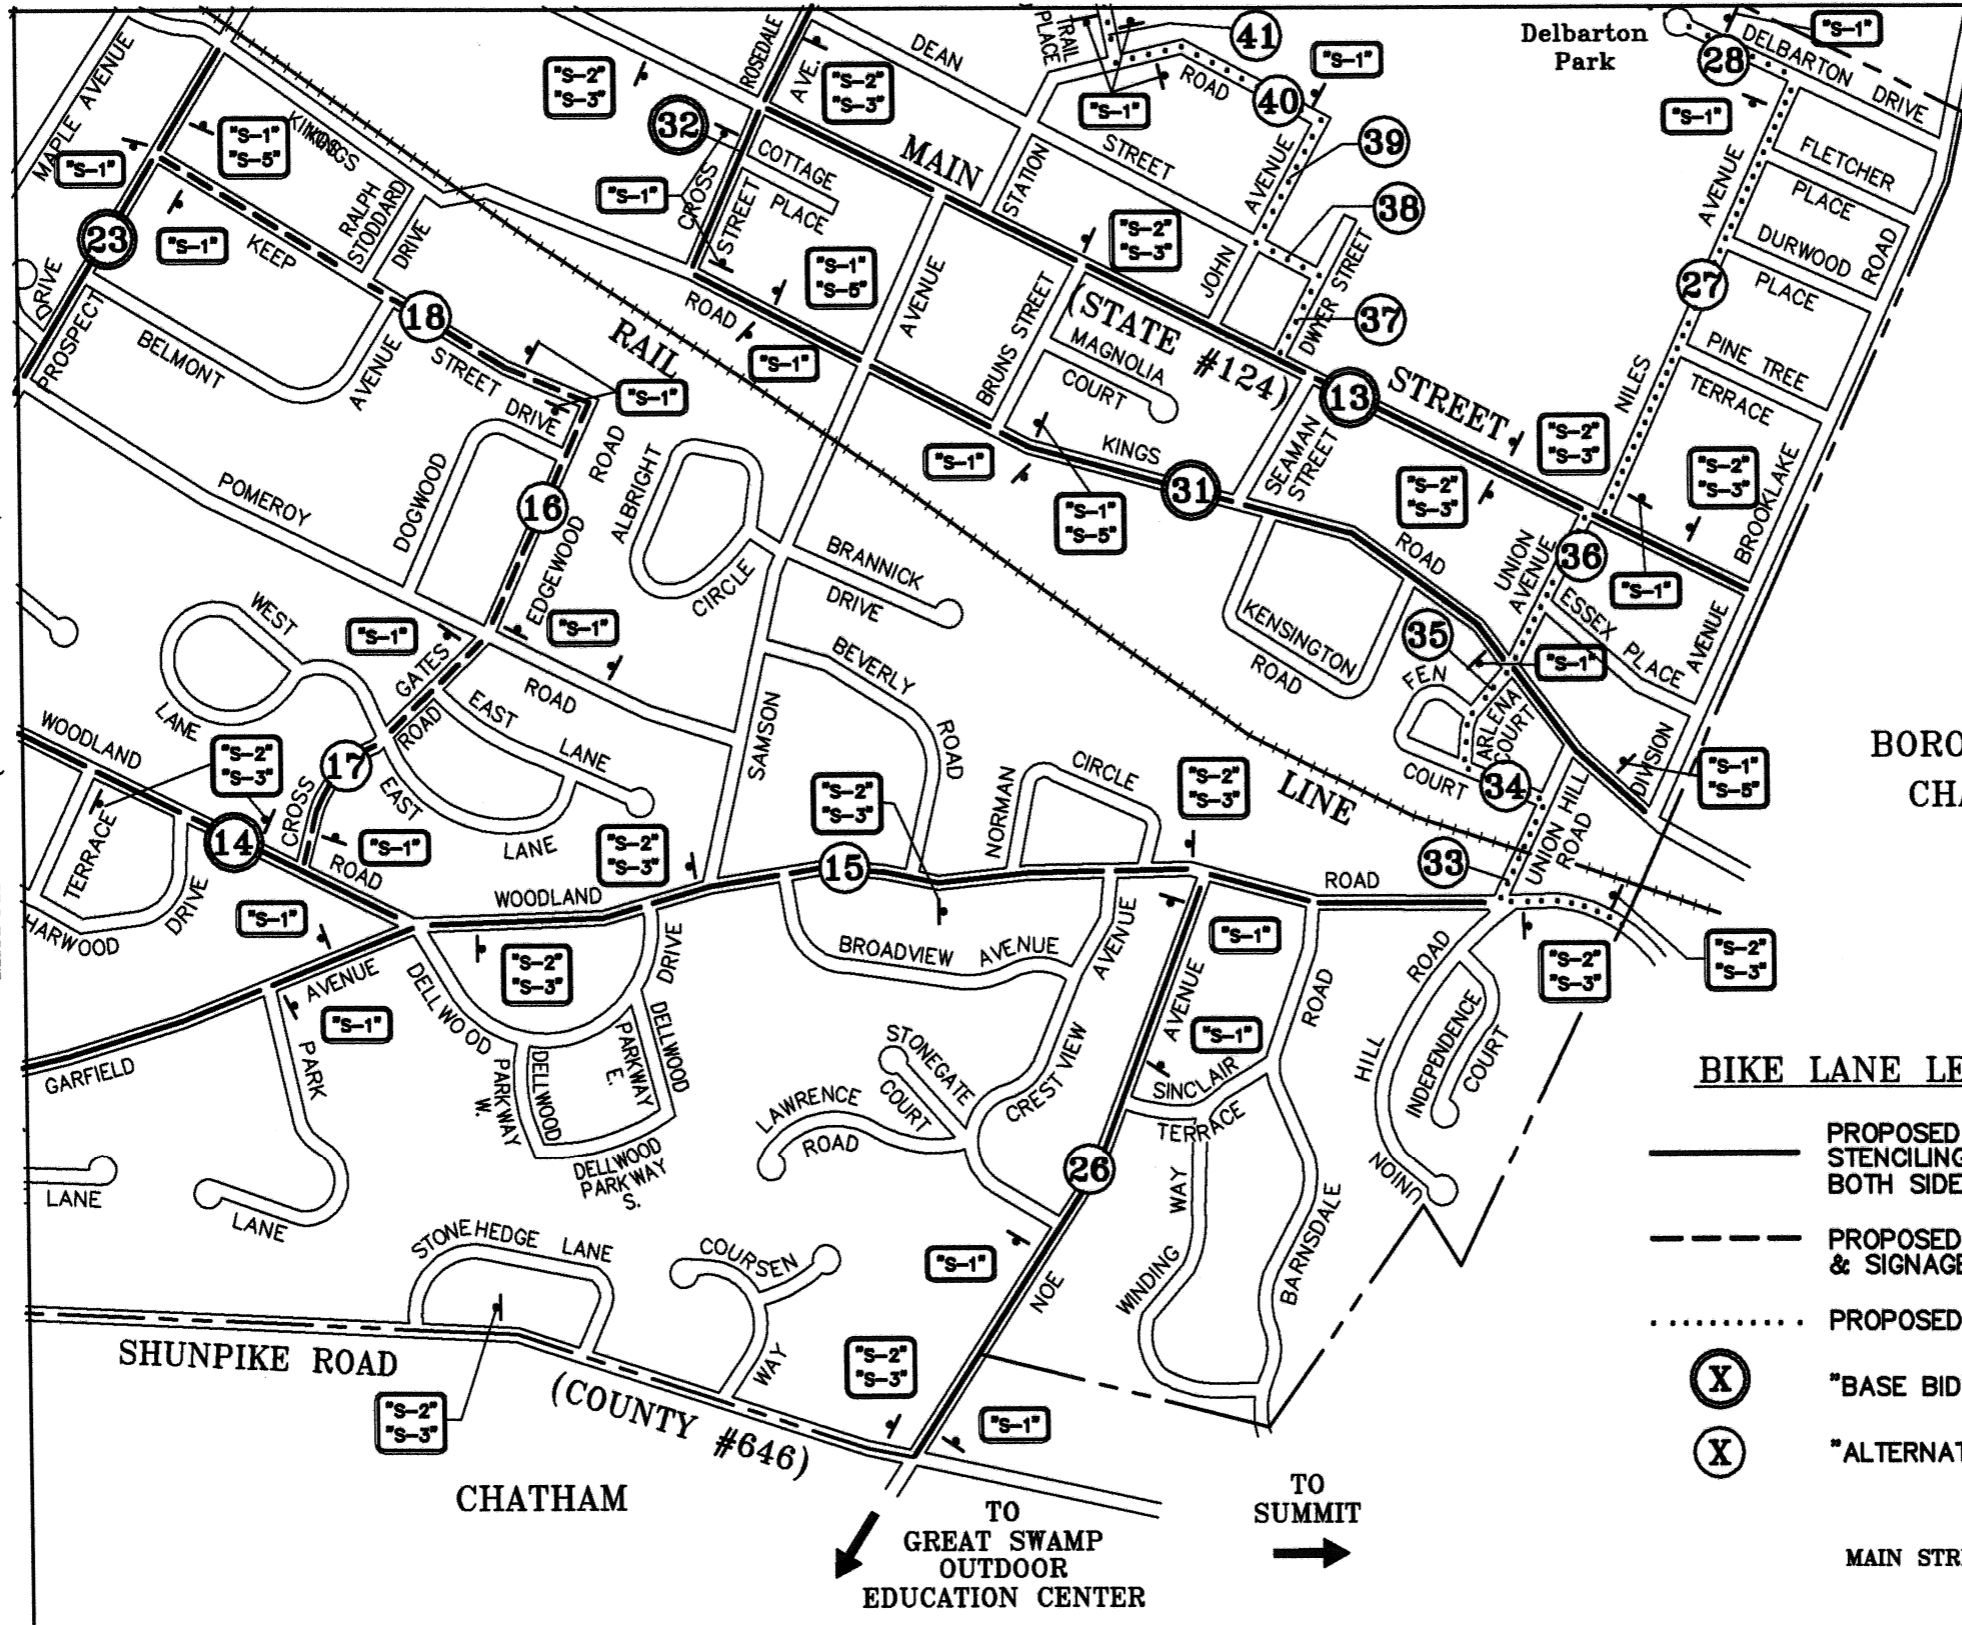 MAPLE AVENUE
"S-1"
"S-1"
"S-5"
KINGS
KINGS
RALPH
STODDARD
DRIVE
"S-1"
23
KEEP
DRIVE
PROSPECT
BELMONT
AVENUE
18
STREET
DRIVE
"S-1"
ROAD
RAIL
"S-2"
"S-3"
32
ROSEDALE
AVE.
"S-2"
"S-3"
"S-1"
CROSS
STREET
COTTAGE
PLACE
"S-1"
"S-5"
ROAD
"S-1"
MAIN
DEAN
STREET
TRAIL
PLACE
"S-1"
41
ROAD
40
"S-1"
39
AVENUE
38
STATION
"S-2"
"S-3"
JOHN
DWYER STREET
37
AVENUE
BRUNS STREET
(STATE #124)
MAGNOLIA
COURT
13
STREET
Delbarton
Park
28
DELBARTON
DRIVE
"S-1"
"S-1"
FLETCHER
PLACE
DURWOOD
PLACE
ROAD
AVENUE
27
PINE TREE
TERRACE
NILES
BROOKLAKE
"S-2"
"S-3"
"S-2"
"S-3"
"S-2"
"S-3"
KINGS
"S-1"
31
SEAMAN
STREET
"S-1"
"S-5"
ROAD
UNION
AVENUE
36
"S-1"
ESSEX
PLACE
AVENUE
35
"S-1"
FEN
ARLENA
COURT
COURT
34
DIVISION
"S-1"
"S-5"
KENSINGTON
ROAD
LINE
UNION HILL
ROAD
33
POMEROY
DOGWOOD
16
EDGEWOOD
ALBRIGHT
CIRCLE
BRANNICK
DRIVE
BEVERLY
ROAD
SAMSON
WEST
LANE
"S-1"
"S-1"
GATES
ROAD
ROAD
EAST
LANE
EAST
LANE
WOODLAND
"S-2"
"S-3"
17
CROSS
14
ROAD
"S-1"
TERRACE
DRIVE
HARWOOD
"S-1"
AVENUE
GARFIELD
"S-1"
PARK
LANE
LANE
WOODLAND
"S-2"
"S-3"
"S-2"
"S-3"
15
"S-2"
"S-3"
NORMAN
CIRCLE
"S-2"
"S-3"
ROAD
"S-2"
"S-3"
"S-2"
"S-3"
DELLWOOD
DRIVE
DELLWOOD
PARKWAY
W.
DELLWOOD
PARKWAY
E.
DELLWOOD
PARKWAY
S.
BROADVIEW AVENUE
AVENUE
CREST VIEW
STONEGATE
COURT
LAWRENCE
ROAD
"S-1"
AVENUE
"S-1"
SINCLAIR
TERRACE
26
WAY
WINDING
BARNSDALE
ROAD
ROAD
HILL
UNION
INDEPENDENCE
COURT
STONEHEDGE LANE
COURSEN
WAY
"S-1"
NOE
"S-2"
"S-3"
"S-1"
SHUNPIKE ROAD
(COUNTY #646)
"S-2"
"S-3"
CHATHAM
TO
GREAT SWAMP
OUTDOOR
EDUCATION CENTER
TO
SUMMIT
BORO
CHA
BIKE LANE LE
PROPOSED
STENCILING
BOTH SIDE
PROPOSED
& SIGNAGE
PROPOSED
X
"BASE BID
X
"ALTERNAT
MAIN STR